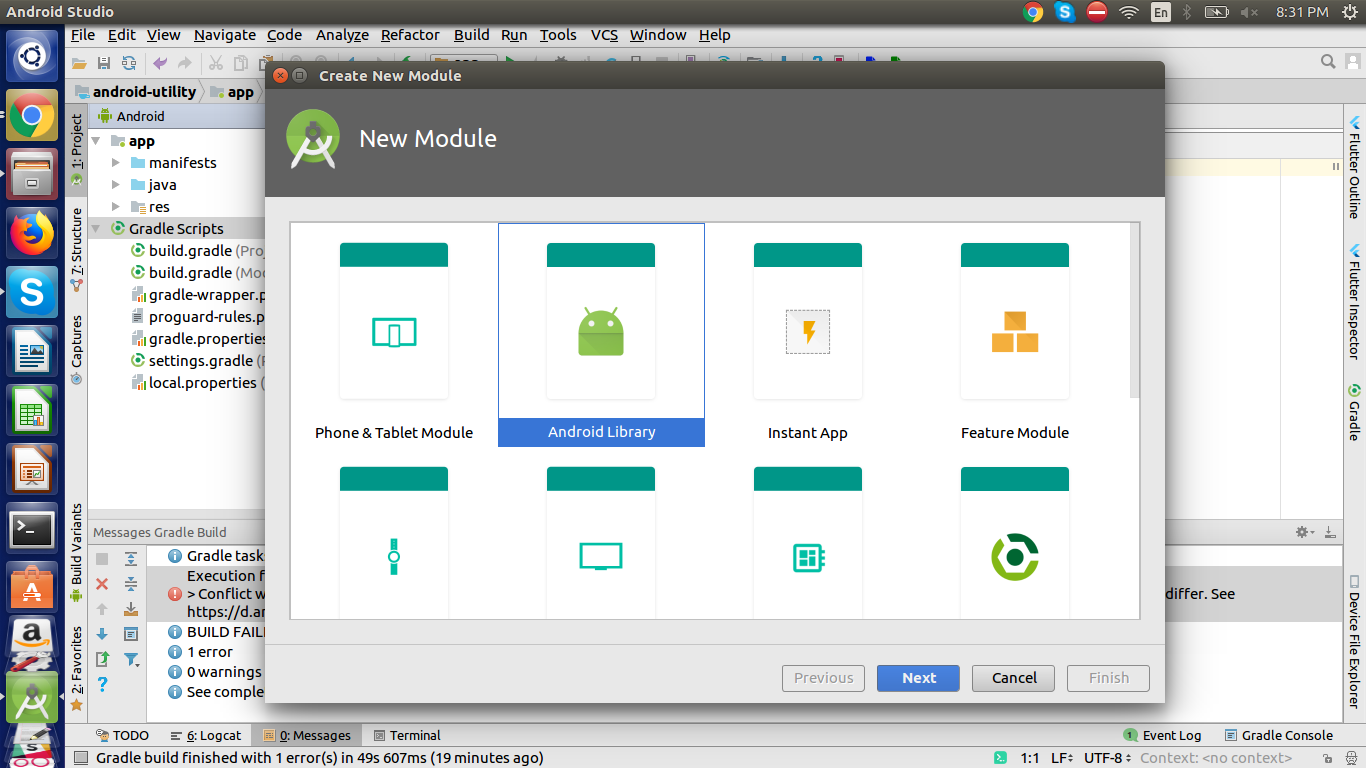 Android Studio
En
8:31 PM
File Edit View Navigate Code Analyze Refactor Build Run Tools VCS Window Help
android-utility
app
Create New Module
New Module
Android
app
manifests
java
res
Gradle Scripts
build.gradle (Pro
build.gradle (Mod
gradle-wrapper.p
proguard-rules.p
gradle.properties
settings.gradle (P
local.properties (
1: Project
7: Structure
Captures
Build Variants
2: Favorites
Phone & Tablet Module
Android Library
Instant App
Feature Module
Previous
Next
Cancel
Finish
Flutter Outline
Flutter Inspector
Gradle
Device File Explorer
Messages Gradle Build
Gradle task
Execution f
> Conflict w
differ. See
https://d.an
BUILD FAIL
1 error
0 warnings
See comple
TODO
6: Logcat
0: Messages
Terminal
1 Event Log
Gradle Console
Gradle build finished with 1 error(s) in 49s 607ms (19 minutes ago)
1:1 LF UTF-8 Context: <no context>